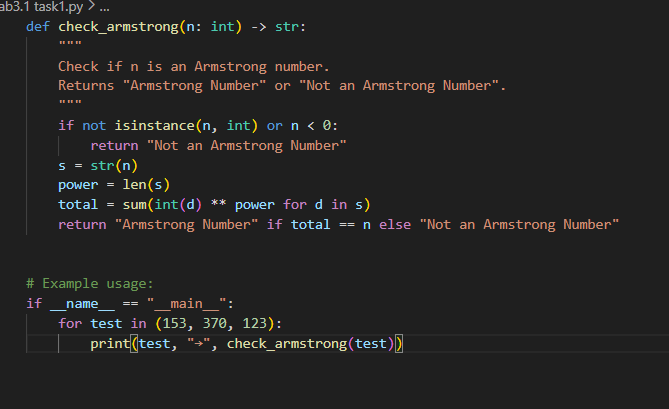 ab3.1 task1.py > ...
def check_armstrong(n: int) -> str:
    """
    Check if n is an Armstrong number.
    Returns "Armstrong Number" or "Not an Armstrong Number".
    """
    if not isinstance(n, int) or n < 0:
        return "Not an Armstrong Number"
    s = str(n)
    power = len(s)
    total = sum(int(d) ** power for d in s)
    return "Armstrong Number" if total == n else "Not an Armstrong Number"
# Example usage:
if __name__ == "__main__":
    for test in (153, 370, 123):
        print(test, "→", check_armstrong(test))